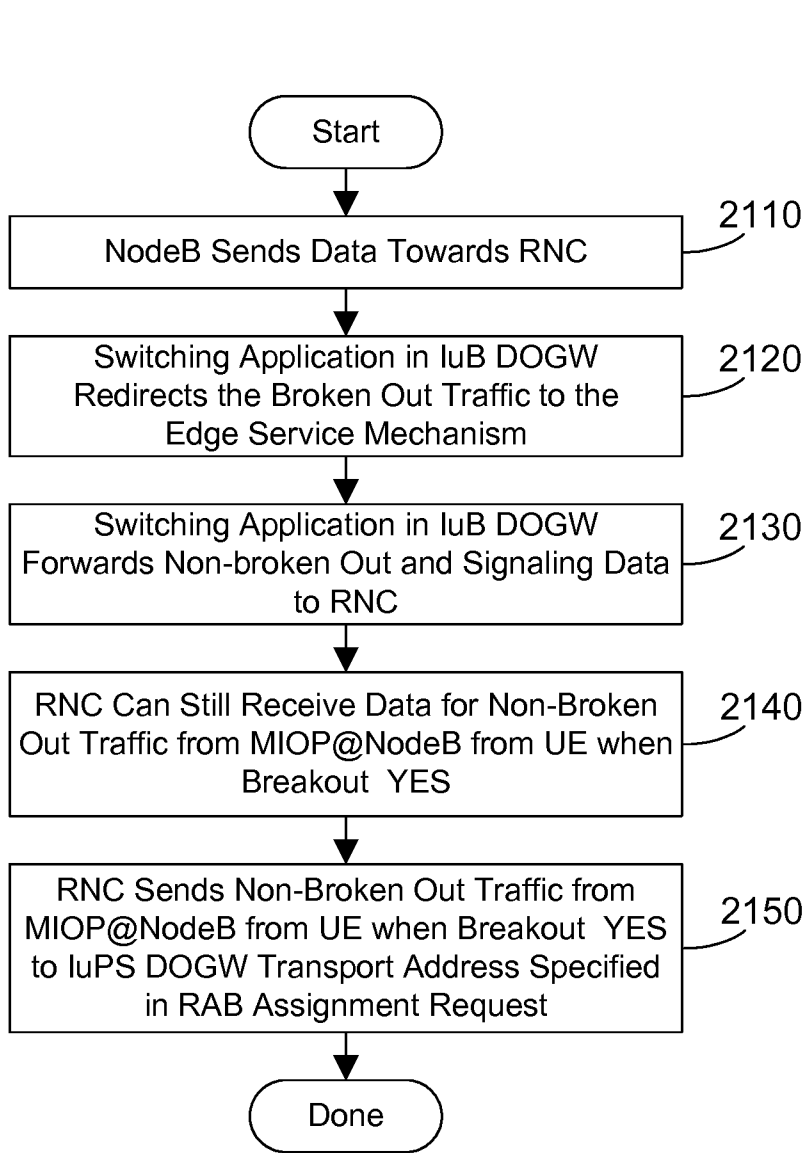 Start
2110
NodeB Sends Data Towards RNC
2120
Switching Application in IuB DOGW
Redirects the Broken Out Traffic to the
Edge Service Mechanism
2130
Switching Application in IuB DOGW
Forwards Non-broken Out and Signaling Data
to RNC
2140
RNC Can Still Receive Data for Non-Broken
Out Traffic from MIOP@NodeB from UE when
Breakout  YES
2150
RNC Sends Non-Broken Out Traffic from
MIOP@NodeB from UE when Breakout  YES
to IuPS DOGW Transport Address Specified
in RAB Assignment Request
Done